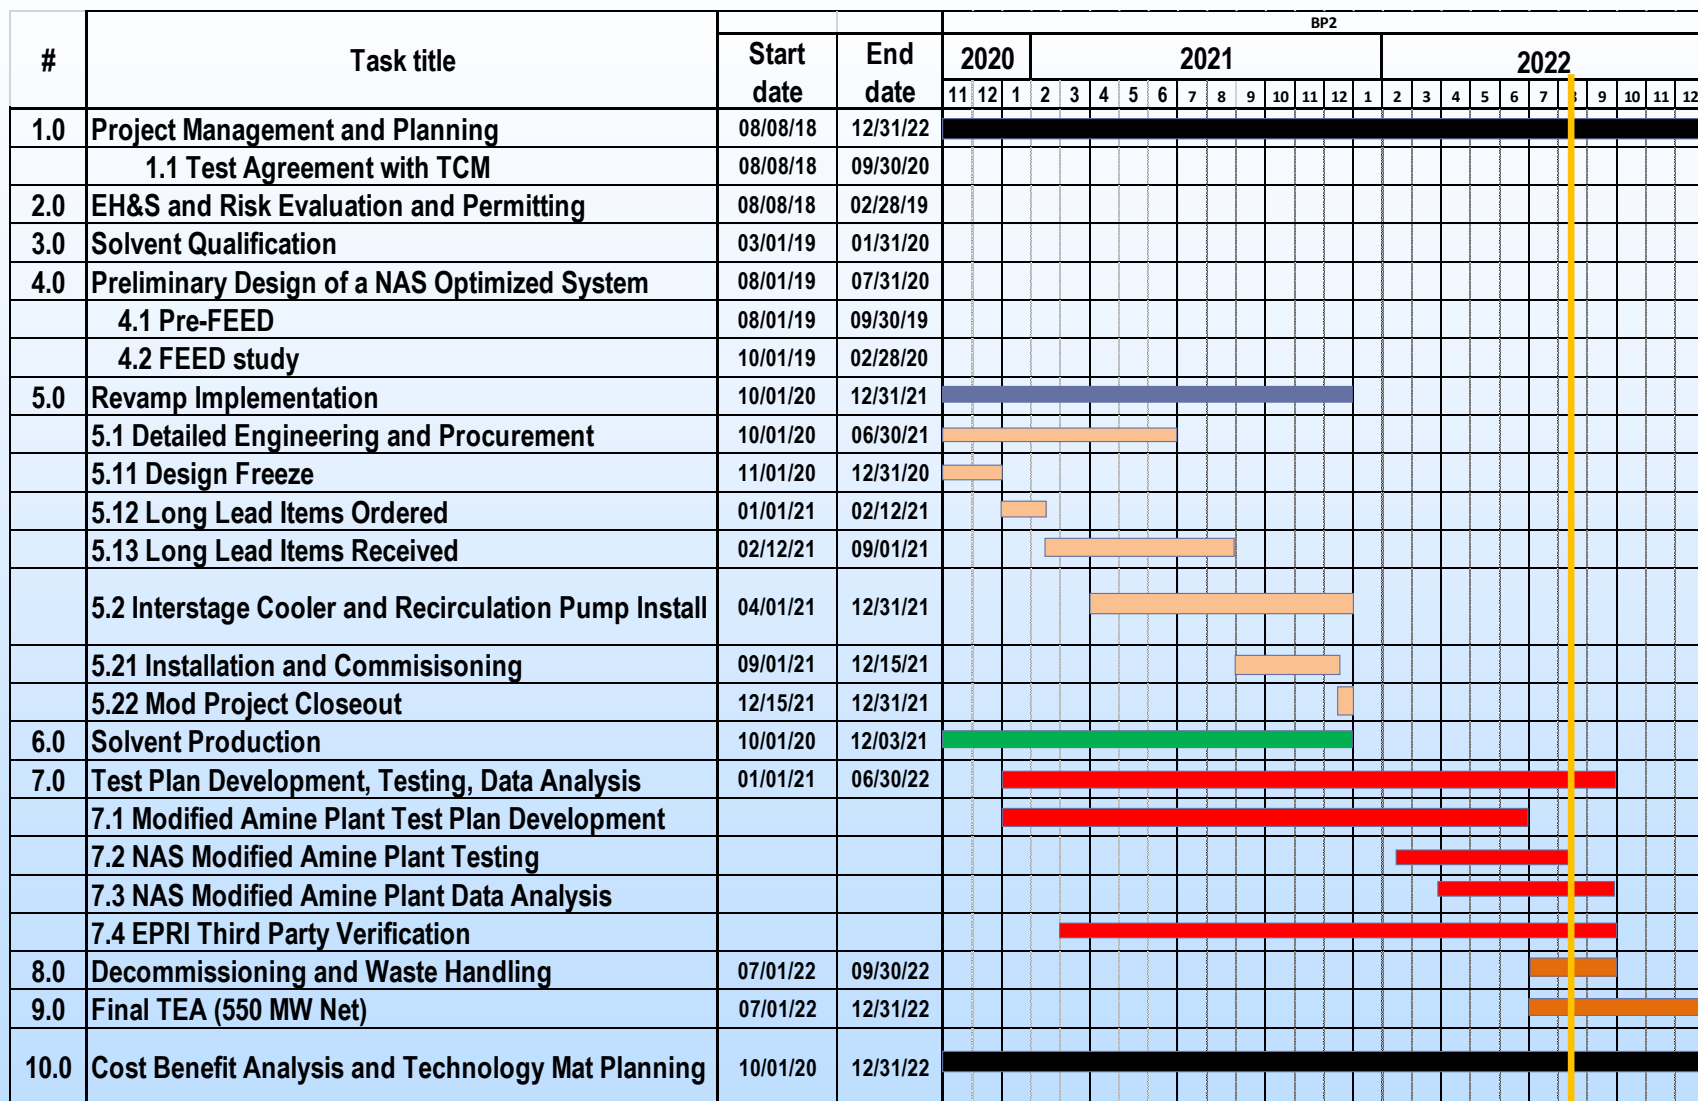 BP2
# Task title Start date End date 2020 2021 2022
11 12 1 2 3 4 5 6 7 8 9 10 11 12 1 2 3 4 5 6 7 8 9 10 11 12
1.0 Project Management and Planning 08/08/18 12/31/22
1.1 Test Agreement with TCM 08/08/18 09/30/20
2.0 EH&S and Risk Evaluation and Permitting 08/08/18 02/28/19
3.0 Solvent Qualification 03/01/19 01/31/20
4.0 Preliminary Design of a NAS Optimized System 08/01/19 07/31/20
4.1 Pre-FEED 08/01/19 09/30/19
4.2 FEED study 10/01/19 02/28/20
5.0 Revamp Implementation 10/01/20 12/31/21
5.1 Detailed Engineering and Procurement 10/01/20 06/30/21
5.11 Design Freeze 11/01/20 12/31/20
5.12 Long Lead Items Ordered 01/01/21 02/12/21
5.13 Long Lead Items Received 02/12/21 09/01/21
5.2 Interstage Cooler and Recirculation Pump Install 04/01/21 12/31/21
5.21 Installation and Commisisoning 09/01/21 12/15/21
5.22 Mod Project Closeout 12/15/21 12/31/21
6.0 Solvent Production 10/01/20 12/03/21
7.0 Test Plan Development, Testing, Data Analysis 01/01/21 06/30/22
7.1 Modified Amine Plant Test Plan Development
7.2 NAS Modified Amine Plant Testing
7.3 NAS Modified Amine Plant Data Analysis
7.4 EPRI Third Party Verification
8.0 Decommissioning and Waste Handling 07/01/22 09/30/22
9.0 Final TEA (550 MW Net) 07/01/22 12/31/22
10.0 Cost Benefit Analysis and Technology Mat Planning 10/01/20 12/31/22